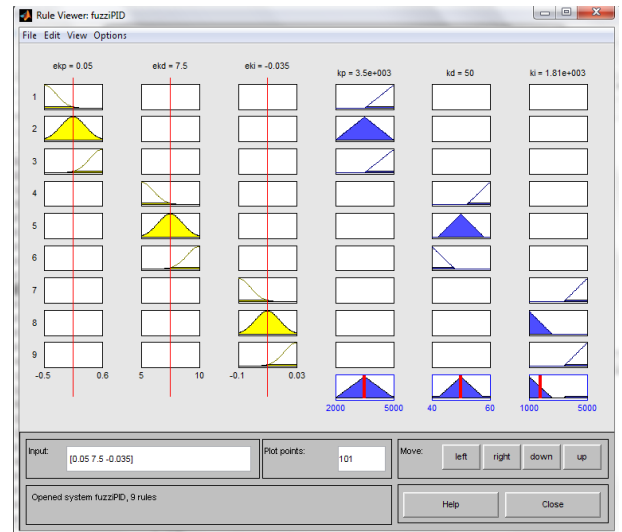 Rule Viewer: fuzziPID
File Edit View Options
ekp = 0.05 ekd = 7.5 eki = -0.035 kp = 3.5e+003 kd = 50 ki = 1.81e+003
1
2
3
4
5
6
7
8
9
-0.5 0.6 5 10 -0.1 0.03
2000 5000 40 60 1000 5000
Input: [0.05 7.5 -0.035] Plot points: 101 Move: left right down up
Opened system fuzziPID, 9 rules Help Close